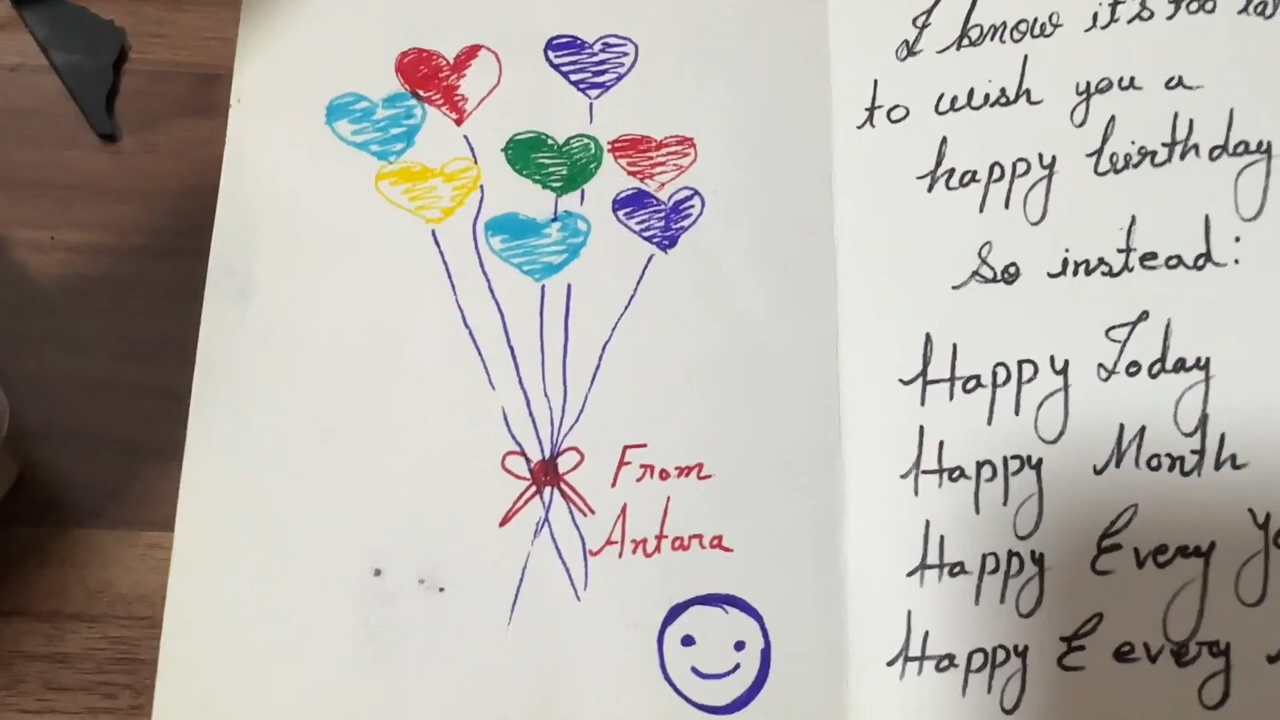 From
Antara
I know it's too
to wish you a
happy birthday
So instead:
Happy Today
Happy Month
Happy Every
Happy E every